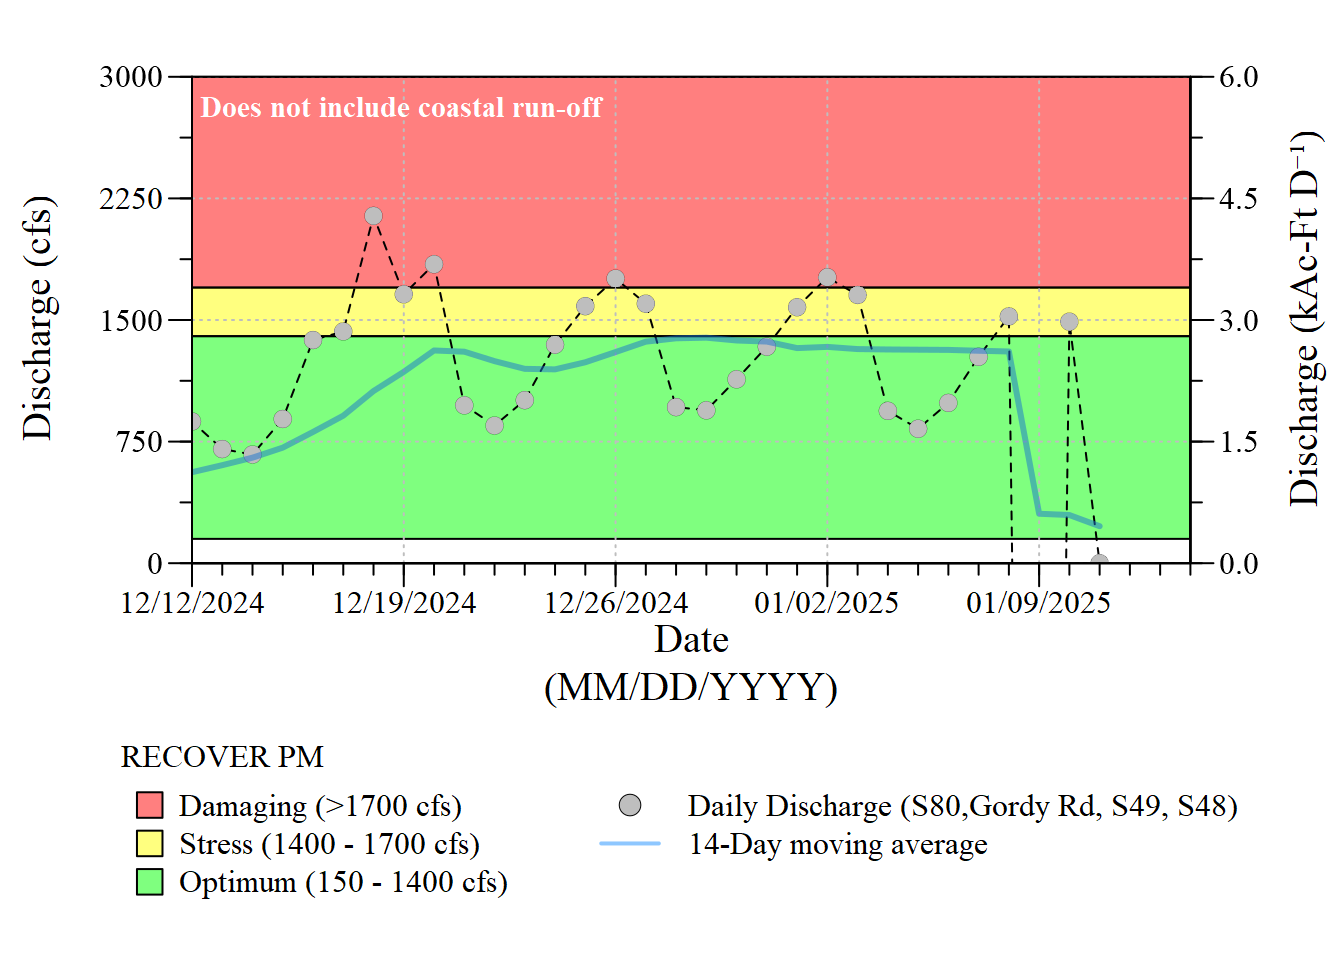 Does not include coastal run-off
Discharge (cfs)
3000
2250
1500
750
0
6.0
4.5
3.0
1.5
0.0
Discharge (kAc-Ft D⁻¹)
12/12/2024 12/19/2024 12/26/2024 01/02/2025 01/09/2025
Date
(MM/DD/YYYY)
RECOVER PM
Damaging (>1700 cfs)
Stress (1400 - 1700 cfs)
Optimum (150 - 1400 cfs)
Daily Discharge (S80,Gordy Rd, S49, S48)
14-Day moving average